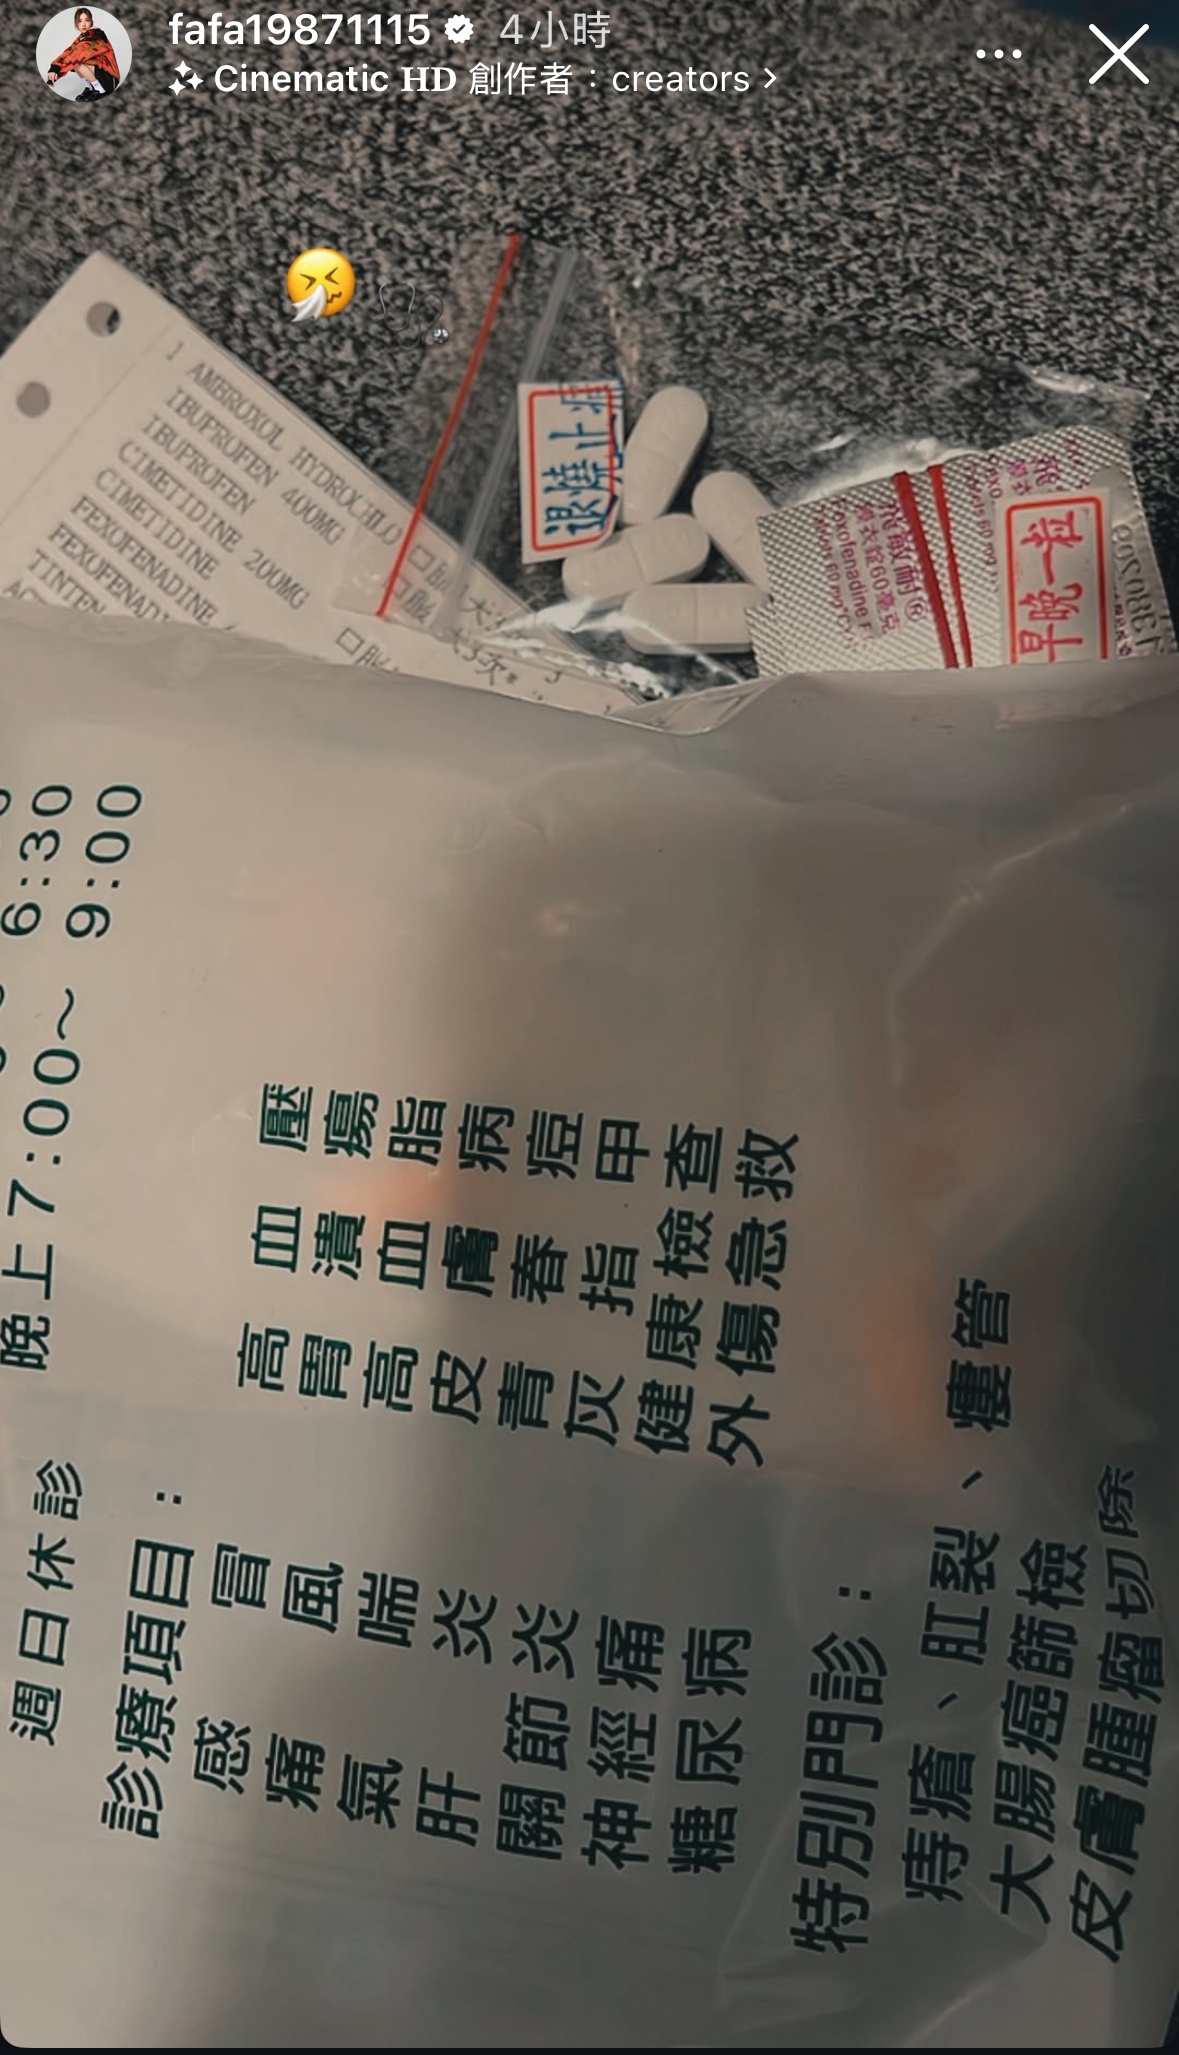 fafa19871115 4小時
Cinematic HD 創作者：creators
1 AMBROXOL HYDROCHLO
IBUPROFEN 400MG
IBUPROFEN
CIMETIDINE 200MG
CIMETIDINE
FEXOFENADINE
FEXOFENADI
TINTEN
退燒止痛
早晚一粒
6:30
晚上7:00~ 9:00
週日休診
診療項目：
感冒 高血壓
痛風 胃潰瘍
氣喘 高血脂
肝炎 皮膚病
關節炎 青春痘
神經痛 灰指甲
糖尿病 健康檢查
外傷急救
特別門診：
痔瘡、肛裂、瘻管
大腸癌篩檢
皮膚腫瘤切除